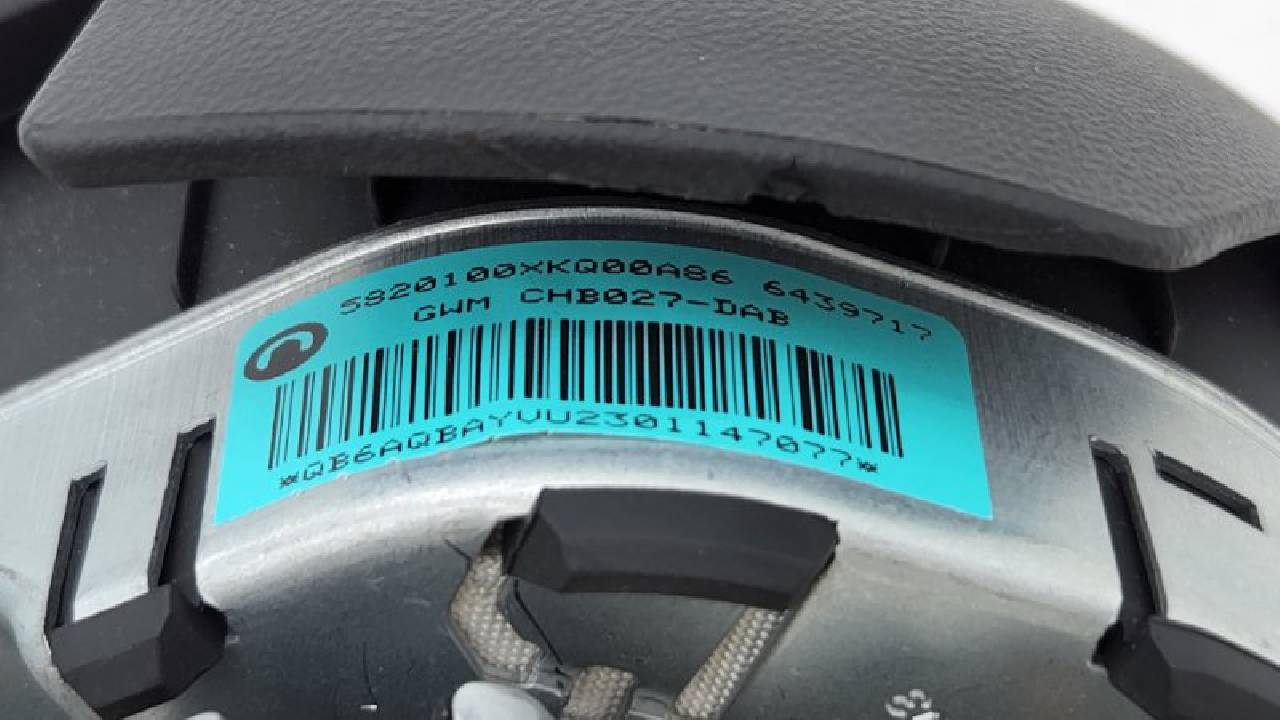 5820100XKQ00A86 6439717
GWM CHB027-DAB
*QB6AQBAYVU2301147077*